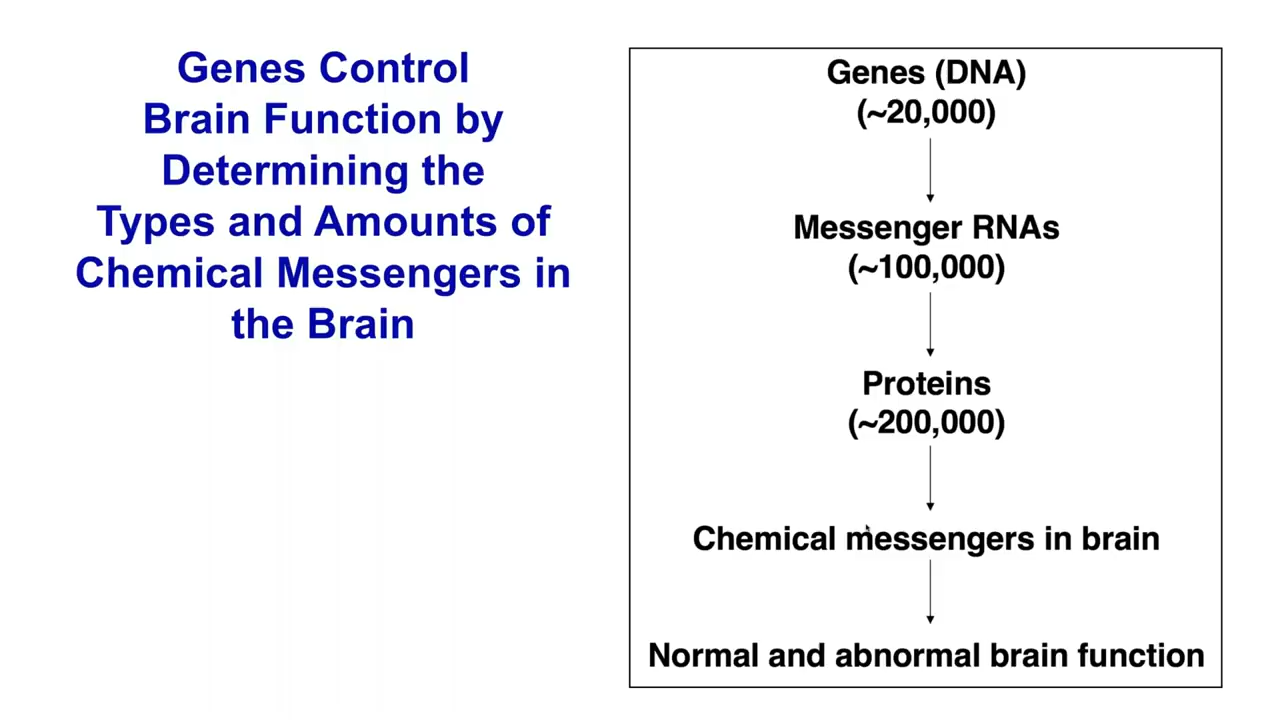 Genes Control
Brain Function by
Determining the
Types and Amounts of
Chemical Messengers in
the Brain
Genes (DNA)
(~20,000)
Messenger RNAs
(~100,000)
Proteins
(~200,000)
Chemical messengers in brain
Normal and abnormal brain function